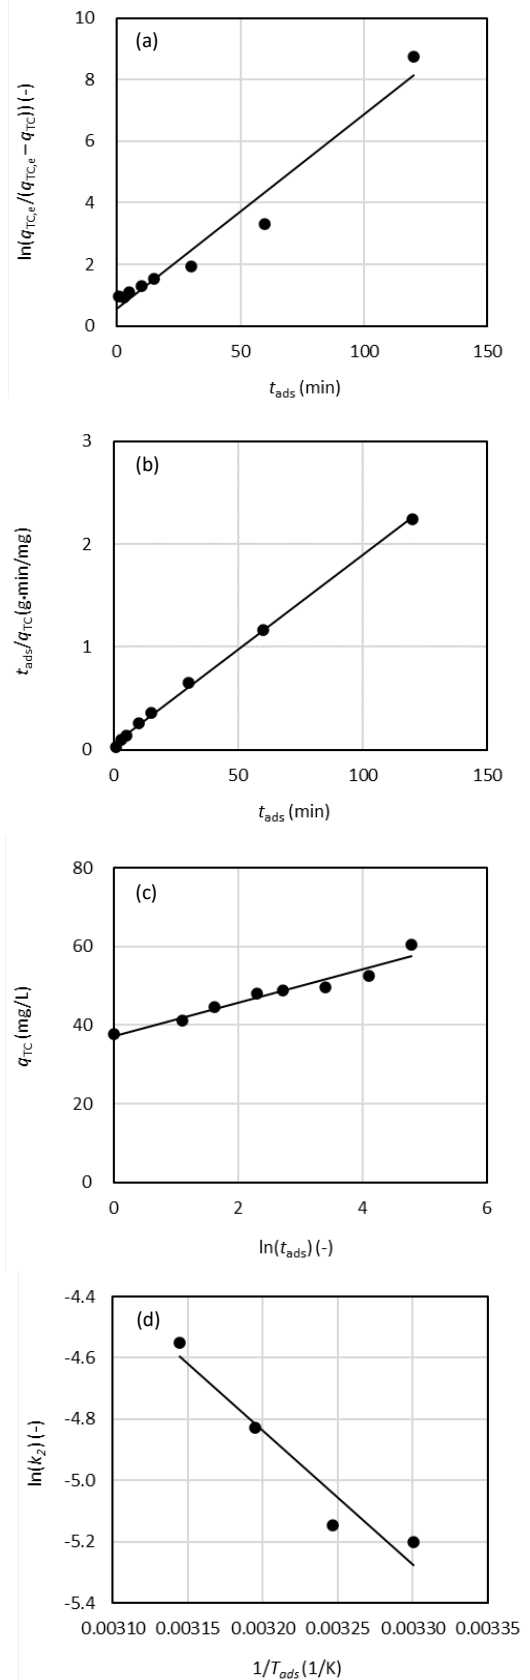 (a)
10
8
6
4
2
0
0 50 100 150
ln(qTC,e/(qTC,e – qTC)) (-)
tads (min)
(b)
3
2
1
0
0 50 100 150
tads/qTC (g·min/mg)
tads (min)
(c)
80
60
40
20
0
0 2 4 6
qTC (mg/L)
ln(tads) (-)
(d)
-4.4
-4.6
-4.8
-5.0
-5.2
-5.4
0.00310 0.00315 0.00320 0.00325 0.00330 0.00335
ln(k2) (-)
1/Tads (1/K)